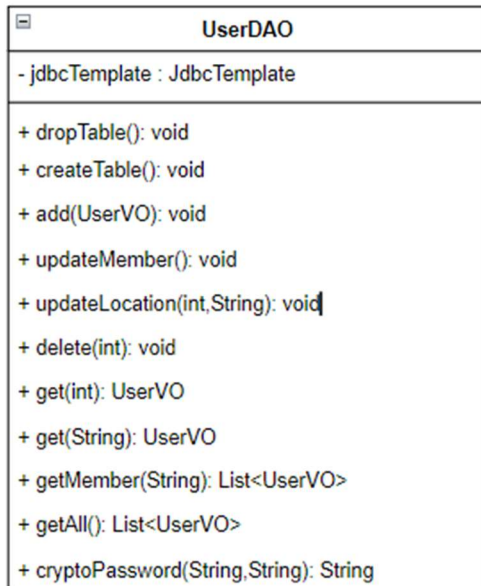 UserDAO
- jdbcTemplate : JdbcTemplate
+ dropTable(): void
+ createTable(): void
+ add(UserVO): void
+ updateMember(): void
+ updateLocation(int,String): void
+ delete(int): void
+ get(int): UserVO
+ get(String): UserVO
+ getMember(String): List<UserVO>
+ getAll(): List<UserVO>
+ cryptoPassword(String,String): String